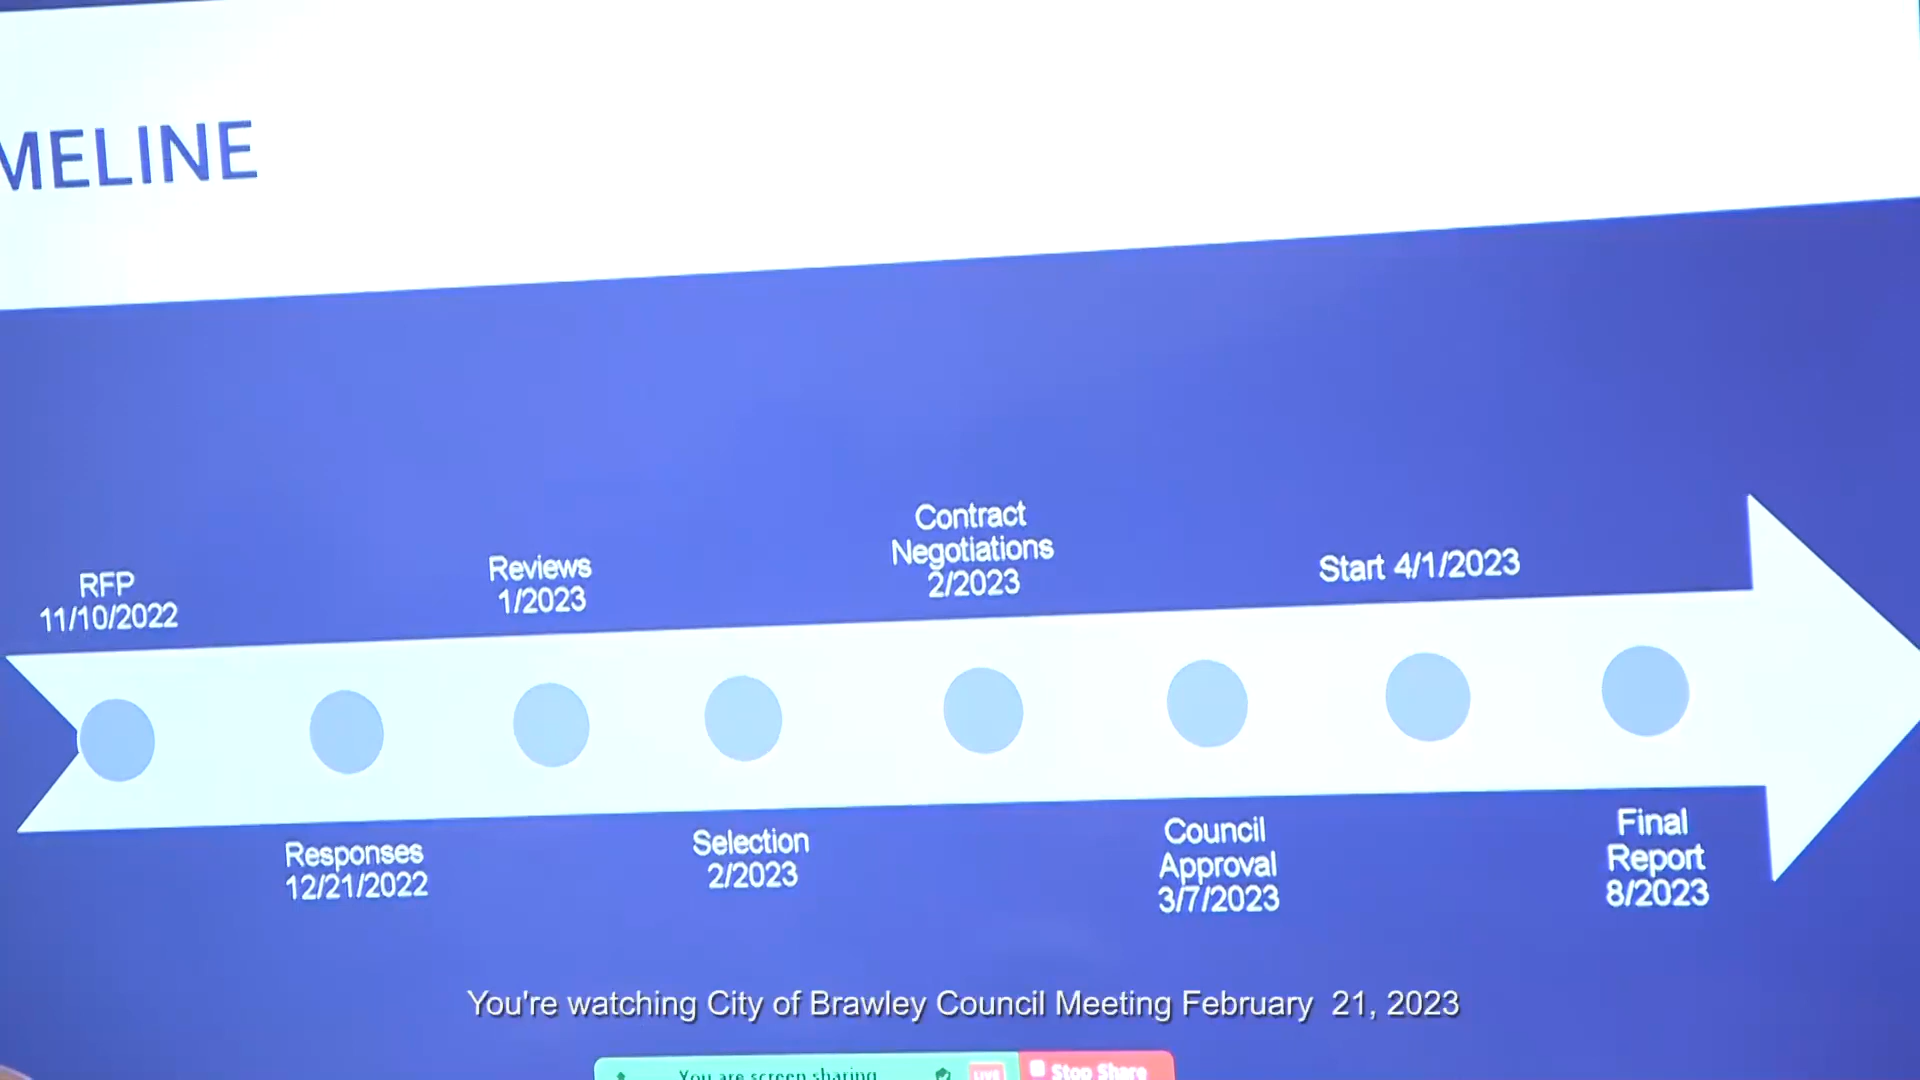 MELINE
RFP
11/10/2022
Responses
12/21/2022
Reviews
1/2023
Selection
2/2023
Contract
Negotiations
2/2023
Council
Approval
3/7/2023
Start 4/1/2023
Final
Report
8/2023
You're watching City of Brawley Council Meeting February 21, 2023
You are screen sharing
LIVE
Stop Share